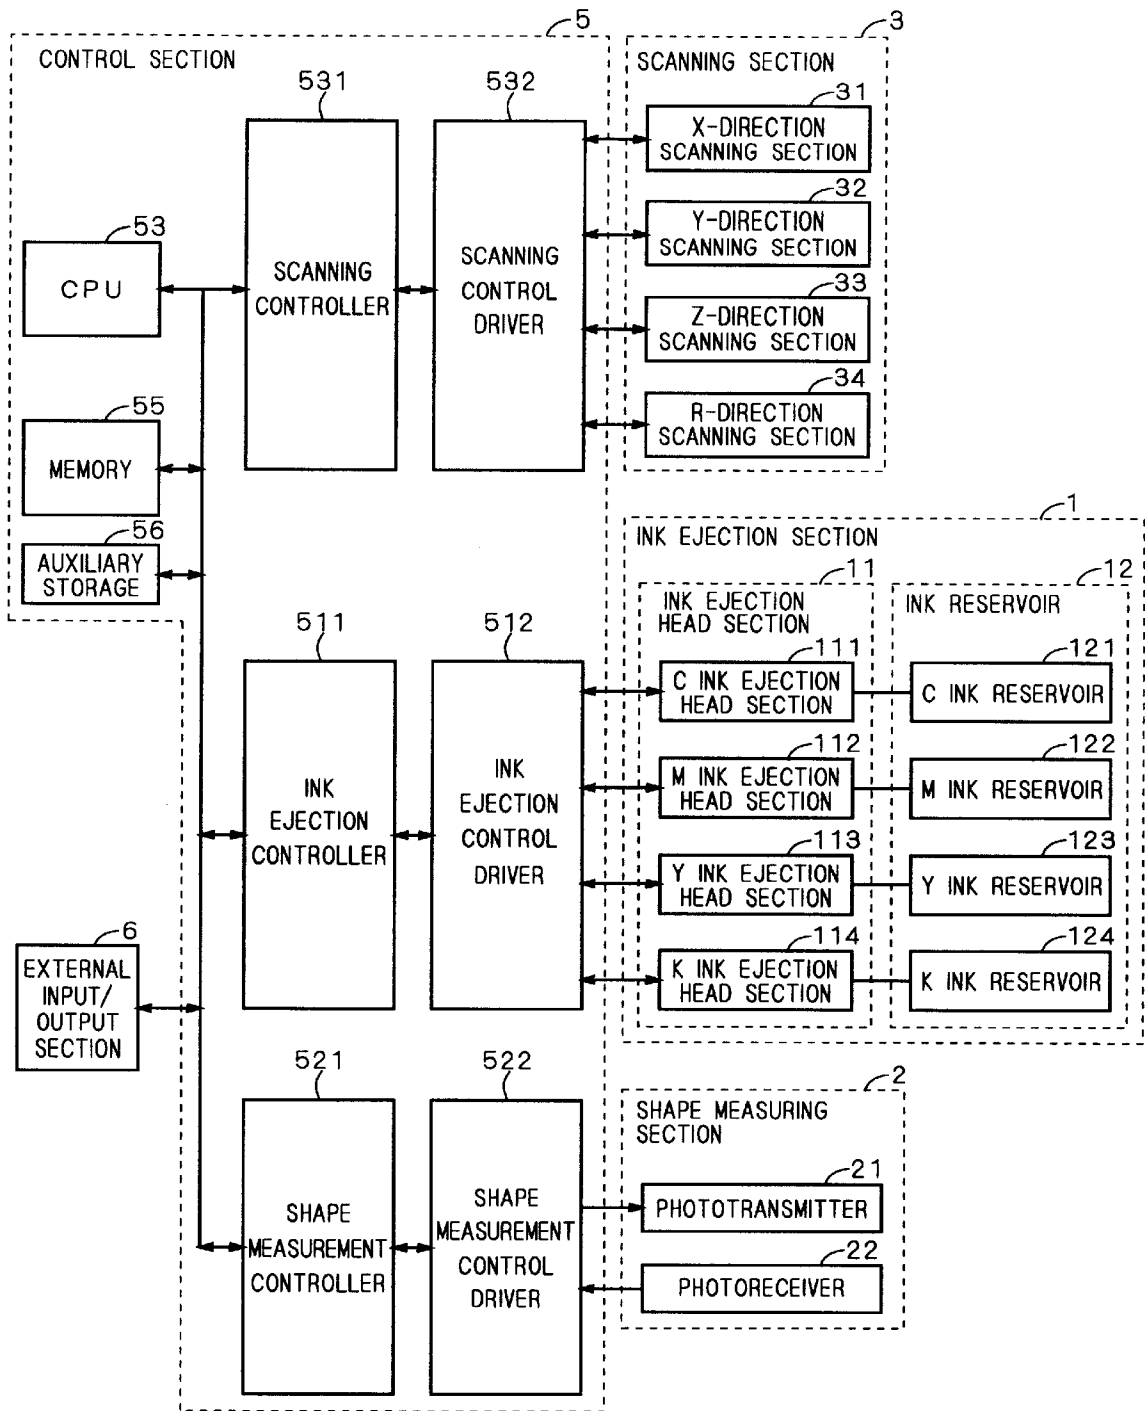 5
CONTROL SECTION
531
SCANNING
CONTROLLER
532
SCANNING
CONTROL
DRIVER
53
CPU
55
MEMORY
56
AUXILIARY
STORAGE
3
SCANNING SECTION
31
X-DIRECTION
SCANNING SECTION
32
Y-DIRECTION
SCANNING SECTION
33
Z-DIRECTION
SCANNING SECTION
34
R-DIRECTION
SCANNING SECTION
511
INK
EJECTION
CONTROLLER
512
INK
EJECTION
CONTROL
DRIVER
1
INK EJECTION SECTION
11
INK EJECTION
HEAD SECTION
111
C INK EJECTION
HEAD SECTION
112
M INK EJECTION
HEAD SECTION
113
Y INK EJECTION
HEAD SECTION
114
K INK EJECTION
HEAD SECTION
12
INK RESERVOIR
121
C INK RESERVOIR
122
M INK RESERVOIR
123
Y INK RESERVOIR
124
K INK RESERVOIR
6
EXTERNAL
INPUT/
OUTPUT
SECTION
521
SHAPE
MEASUREMENT
CONTROLLER
522
SHAPE
MEASUREMENT
CONTROL
DRIVER
2
SHAPE MEASURING
SECTION
21
PHOTOTRANSMITTER
22
PHOTORECEIVER